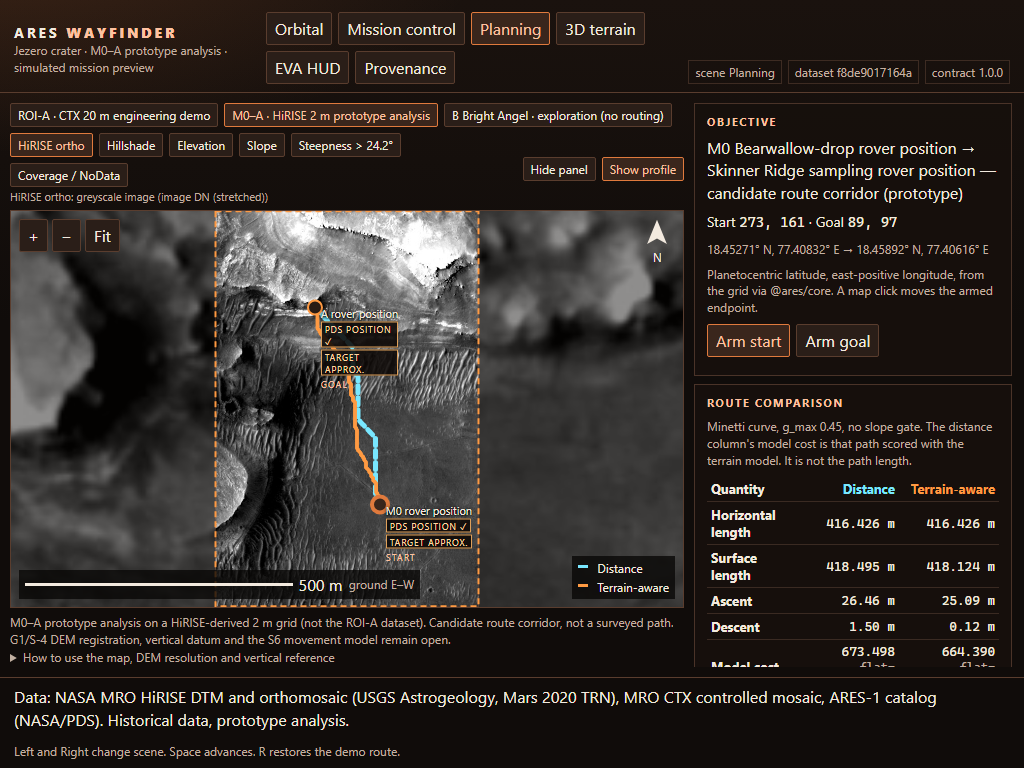 ARES WAYFINDER
Jezero crater · M0–A prototype analysis ·
simulated mission preview
Orbital
Mission control
Planning
3D terrain
EVA HUD
Provenance
scene Planning
dataset f8de9017164a
contract 1.0.0
ROI-A · CTX 20 m engineering demo
M0–A · HiRISE 2 m prototype analysis
B Bright Angel · exploration (no routing)
HiRISE ortho
Hillshade
Elevation
Slope
Steepness > 24.2°
Coverage / NoData
Hide panel
Show profile
HiRISE ortho: greyscale image (image DN (stretched))
+
−
Fit
N
A rover position
PDS POSITION
✓
TARGET
APPROX.
GOAL
M0 rover position
PDS POSITION ✓
TARGET APPROX.
START
500 m ground E–W
Distance
Terrain-aware
M0–A prototype analysis on a HiRISE-derived 2 m grid (not the ROI-A dataset). Candidate route corridor, not a surveyed path.
G1/S-4 DEM registration, vertical datum and the S6 movement model remain open.
How to use the map, DEM resolution and vertical reference
OBJECTIVE
M0 Bearwallow-drop rover position →
Skinner Ridge sampling rover position —
candidate route corridor (prototype)
Start 273, 161 · Goal 89, 97
18.45271° N, 77.40832° E → 18.45892° N, 77.40616° E
Planetocentric latitude, east-positive longitude, from
the grid via @ares/core. A map click moves the armed
endpoint.
Arm start
Arm goal
ROUTE COMPARISON
Minetti curve, g_max 0.45, no slope gate. The distance
column's model cost is that path scored with the
terrain model. It is not the path length.
Quantity Distance Terrain-aware
Horizontal
length 416.426 m 416.426 m
Surface
length 418.495 m 418.124 m
Ascent 26.46 m 25.09 m
Descent 1.50 m 0.12 m
Model cost 673.498 664.390
flat= flat=
Data: NASA MRO HiRISE DTM and orthomosaic (USGS Astrogeology, Mars 2020 TRN), MRO CTX controlled mosaic, ARES-1 catalog
(NASA/PDS). Historical data, prototype analysis.
Left and Right change scene. Space advances. R restores the demo route.